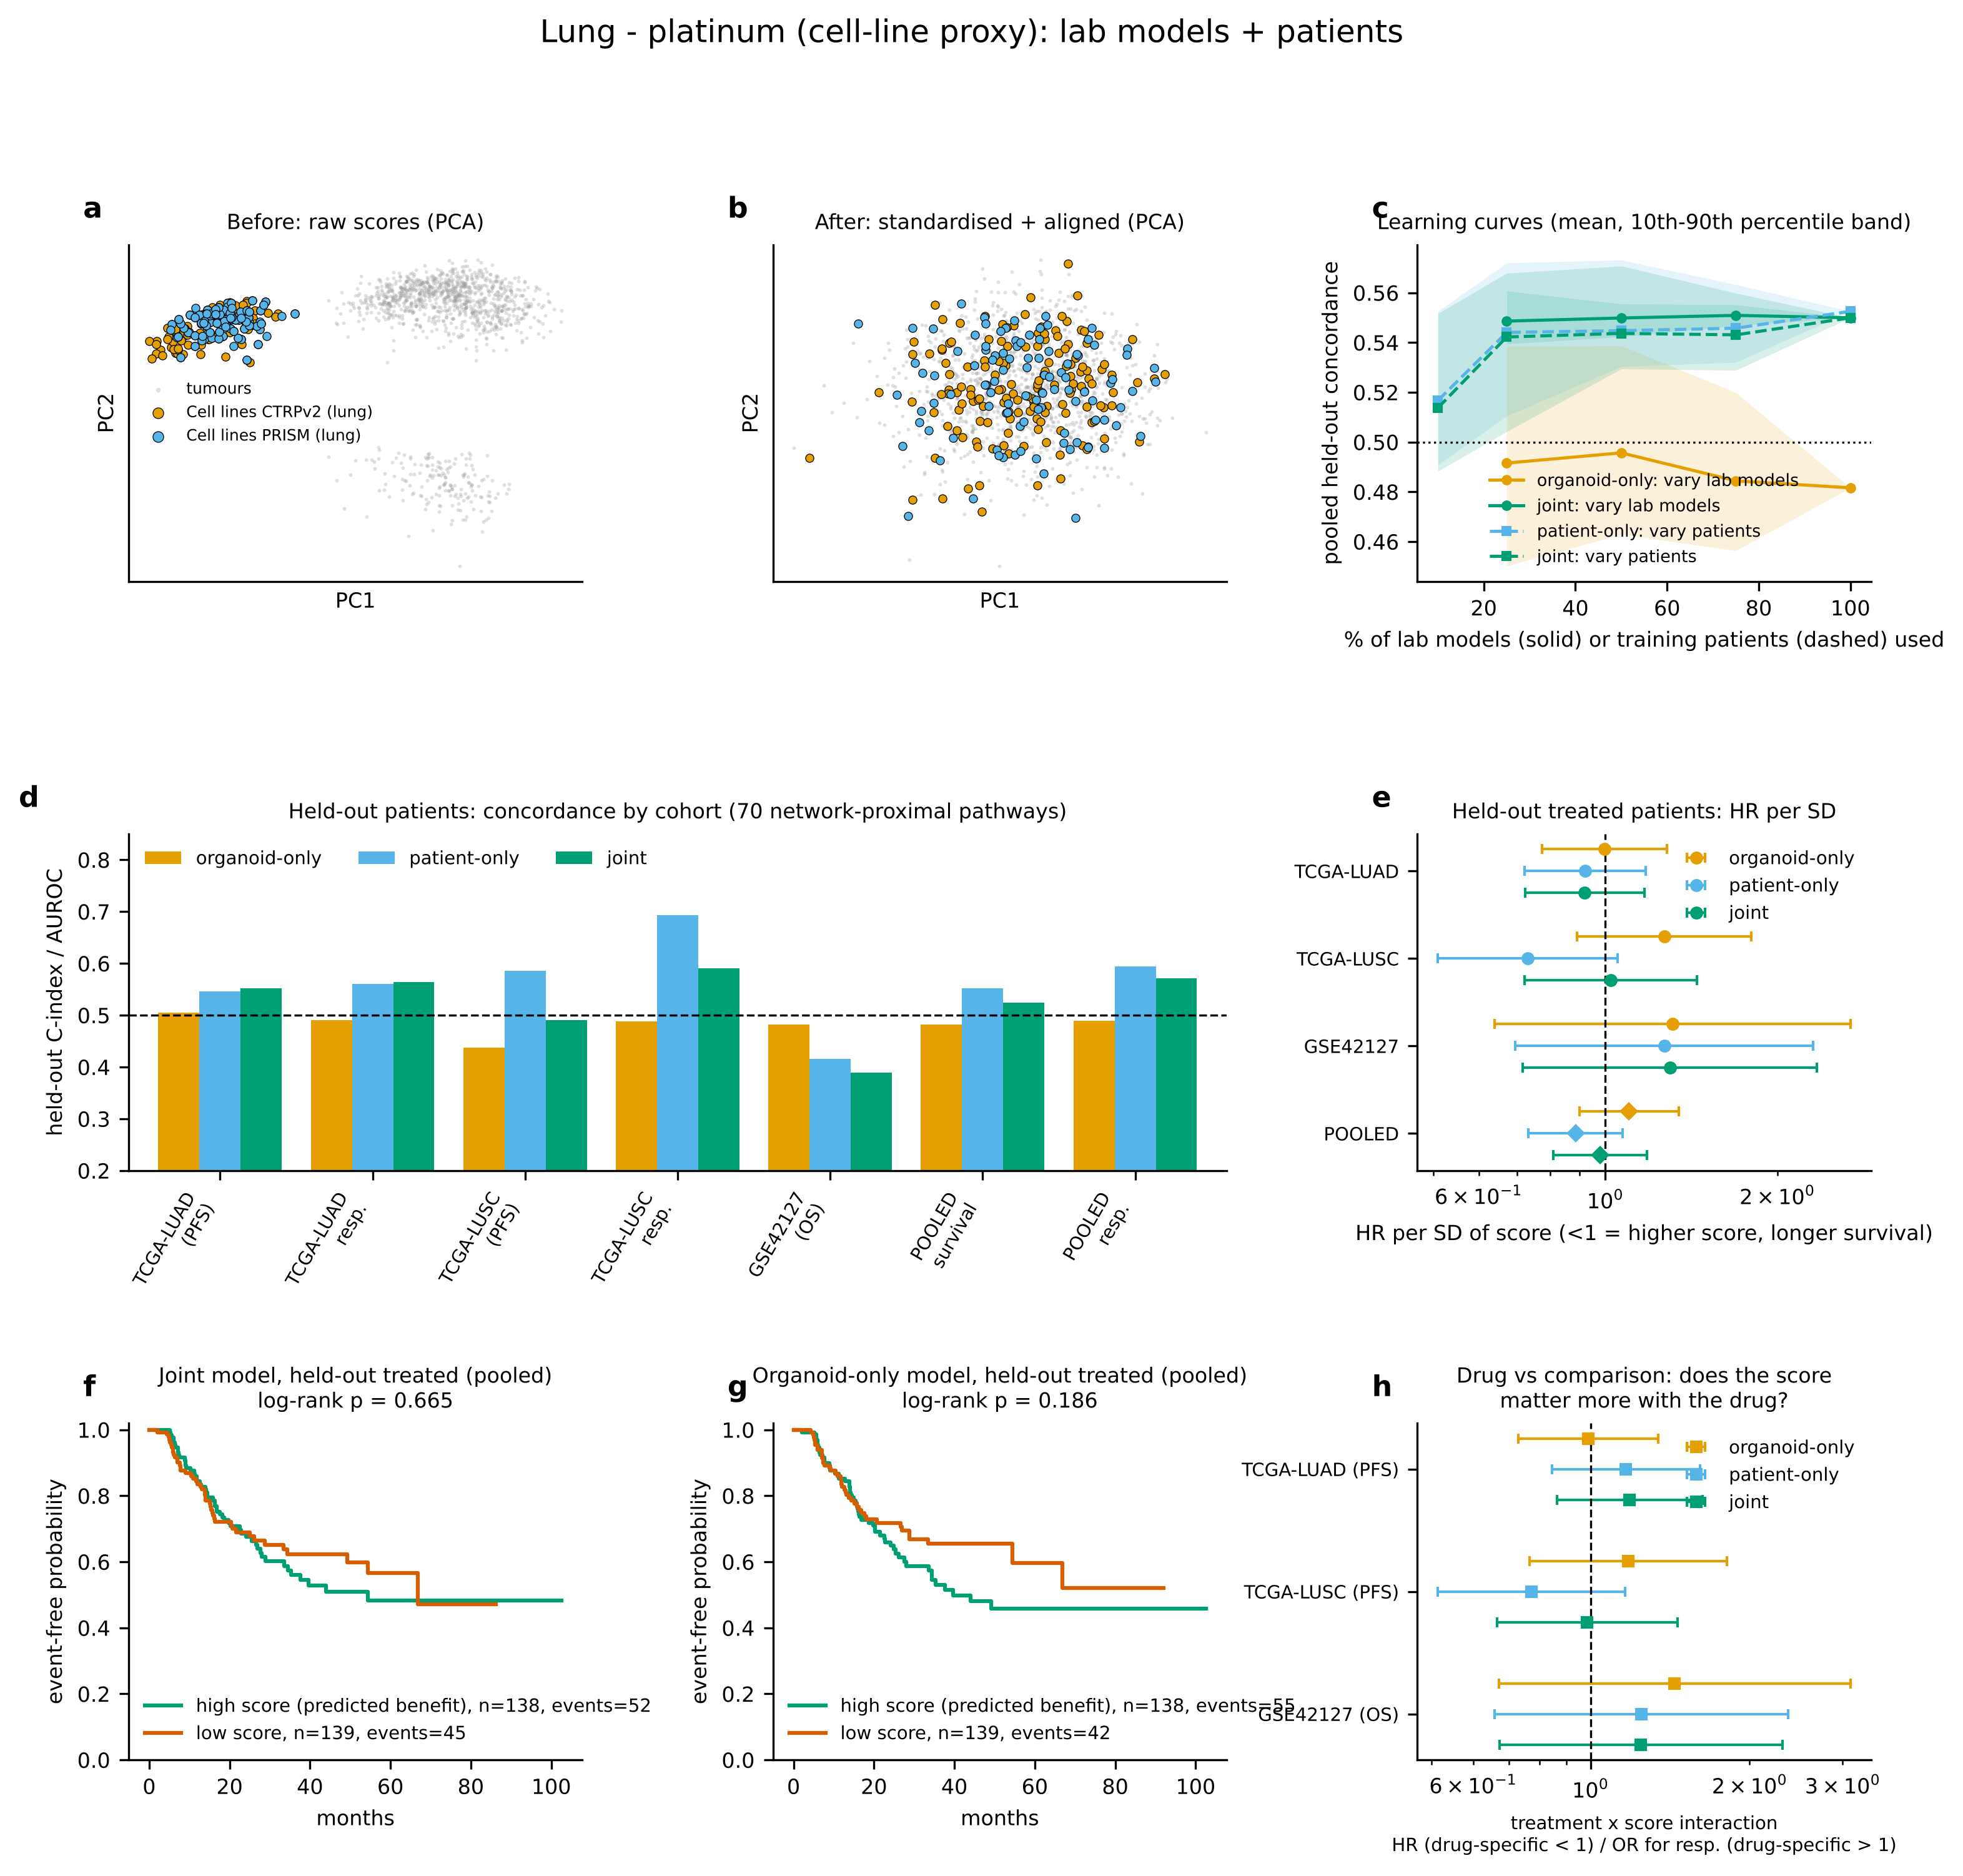 Lung - platinum (cell-line proxy): lab models + patients
a
Before: raw scores (PCA)
PC2
tumours
Cell lines CTRPv2 (lung)
Cell lines PRISM (lung)
PC1
b
After: standardised + aligned (PCA)
PC2
PC1
c
Learning curves (mean, 10th-90th percentile band)
pooled held-out concordance
0.56
0.54
0.52
0.50
0.48
0.46
organoid-only: vary lab models
joint: vary lab models
patient-only: vary patients
joint: vary patients
20 40 60 80 100
% of lab models (solid) or training patients (dashed) used
d
Held-out patients: concordance by cohort (70 network-proximal pathways)
held-out C-index / AUROC
0.8
0.7
0.6
0.5
0.4
0.3
0.2
organoid-only patient-only joint
TCGA-LUAD
(PFS)
TCGA-LUAD
resp.
TCGA-LUSC
(PFS)
TCGA-LUSC
resp.
GSE42127
(OS)
POOLED
survival
POOLED
resp.
e
Held-out treated patients: HR per SD
TCGA-LUAD
TCGA-LUSC
GSE42127
POOLED
organoid-only
patient-only
joint
6 × 10⁻¹ 10⁰ 2 × 10⁰
HR per SD of score (<1 = higher score, longer survival)
f
Joint model, held-out treated (pooled)
log-rank p = 0.665
event-free probability
1.0
0.8
0.6
0.4
0.2
0.0
high score (predicted benefit), n=138, events=52
low score, n=139, events=45
0 20 40 60 80 100
months
g
Organoid-only model, held-out treated (pooled)
log-rank p = 0.186
event-free probability
1.0
0.8
0.6
0.4
0.2
0.0
high score (predicted benefit), n=138, events=55
low score, n=139, events=42
0 20 40 60 80 100
months
h
Drug vs comparison: does the score
matter more with the drug?
TCGA-LUAD (PFS)
TCGA-LUSC (PFS)
GSE42127 (OS)
organoid-only
patient-only
joint
6 × 10⁻¹ 10⁰ 2 × 10⁰ 3 × 10⁰
treatment x score interaction
HR (drug-specific < 1) / OR for resp. (drug-specific > 1)